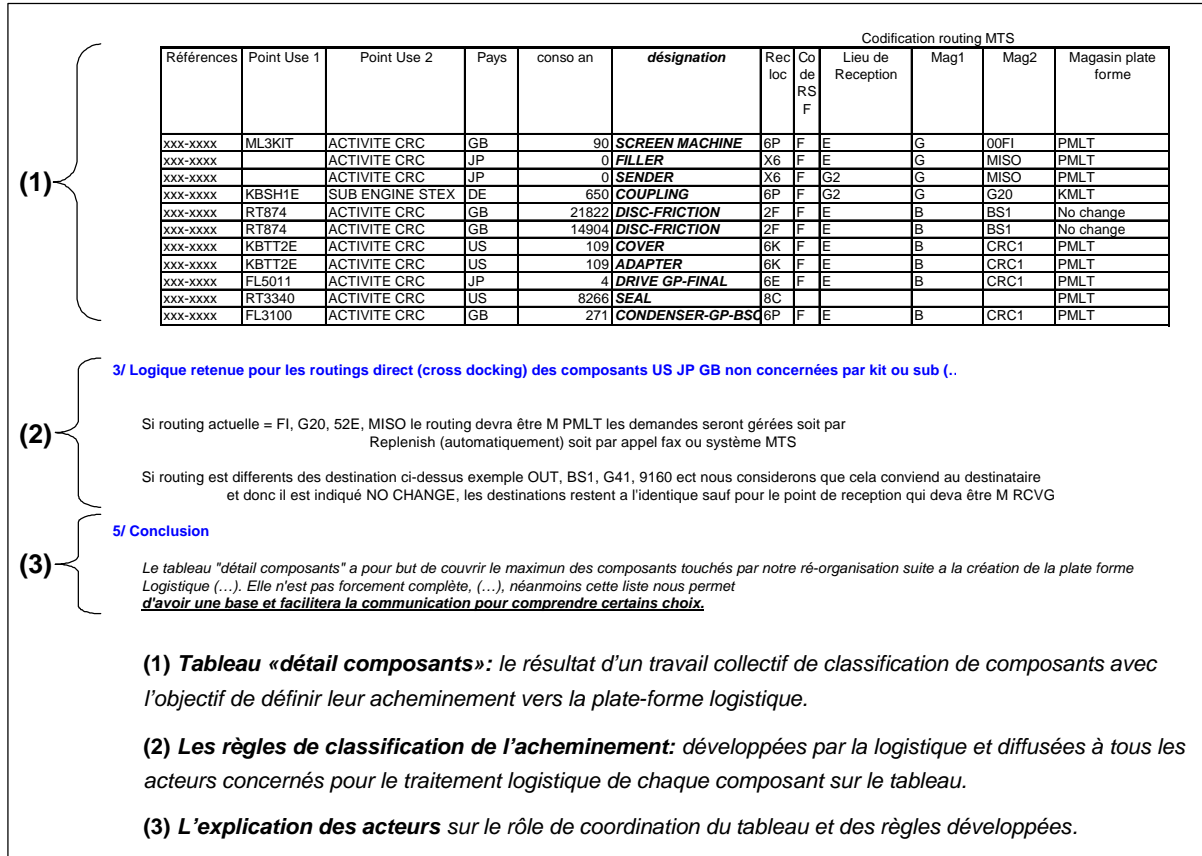 Codification routing MTS
Références Point Use 1 Point Use 2 Pays conso an désignation Rec loc Co de RS F Lieu de Reception Mag1 Mag2 Magasin plate forme
xxx-xxxx ML3KIT ACTIVITE CRC GB 90 SCREEN MACHINE 6P F E G 00FI PMLT
xxx-xxxx ACTIVITE CRC JP 0 FILLER X6 F E G MISO PMLT
xxx-xxxx ACTIVITE CRC JP 0 SENDER X6 F G2 G MISO PMLT
xxx-xxxx KBSH1E SUB ENGINE STEX DE 650 COUPLING 6P F G2 G G20 KMLT
xxx-xxxx RT874 ACTIVITE CRC GB 21822 DISC-FRICTION 2F F E B BS1 No change
xxx-xxxx RT874 ACTIVITE CRC GB 14904 DISC-FRICTION 2F F E B BS1 No change
xxx-xxxx KBTT2E ACTIVITE CRC US 109 COVER 6K F E B CRC1 PMLT
xxx-xxxx KBTT2E ACTIVITE CRC US 109 ADAPTER 6K F E B CRC1 PMLT
xxx-xxxx FL5011 ACTIVITE CRC JP 4 DRIVE GP-FINAL 6E F E B CRC1 PMLT
xxx-xxxx RT3340 ACTIVITE CRC US 8266 SEAL 8C PMLT
xxx-xxxx FL3100 ACTIVITE CRC GB 271 CONDENSER-GP-BSC 6P F E B CRC1 PMLT
(1)
3/ Logique retenue pour les routings direct (cross docking) des composants US JP GB non concernées par kit ou sub (..
(2)
Si routing actuelle = FI, G20, 52E, MISO le routing devra être M PMLT les demandes seront gérées soit par
Replenish (automatiquement) soit par appel fax ou système MTS
Si routing est differents des destination ci-dessus exemple OUT, BS1, G41, 9160 ect nous considerons que cela conviend au destinataire
et donc il est indiqué NO CHANGE, les destinations restent a l'identique sauf pour le point de reception qui deva être M RCVG
5/ Conclusion
(3)
Le tableau "détail composants" a pour but de couvrir le maximun des composants touchés par notre ré-organisation suite a la création de la plate forme
Logistique (…). Elle n'est pas forcement complète, (…), néanmoins cette liste nous permet
d'avoir une base et facilitera la communication pour comprendre certains choix.
(1) Tableau «détail composants»: le résultat d'un travail collectif de classification de composants avec
l'objectif de définir leur acheminement vers la plate-forme logistique.
(2) Les règles de classification de l'acheminement: développées par la logistique et diffusées à tous les
acteurs concernés pour le traitement logistique de chaque composant sur le tableau.
(3) L'explication des acteurs sur le rôle de coordination du tableau et des règles développées.